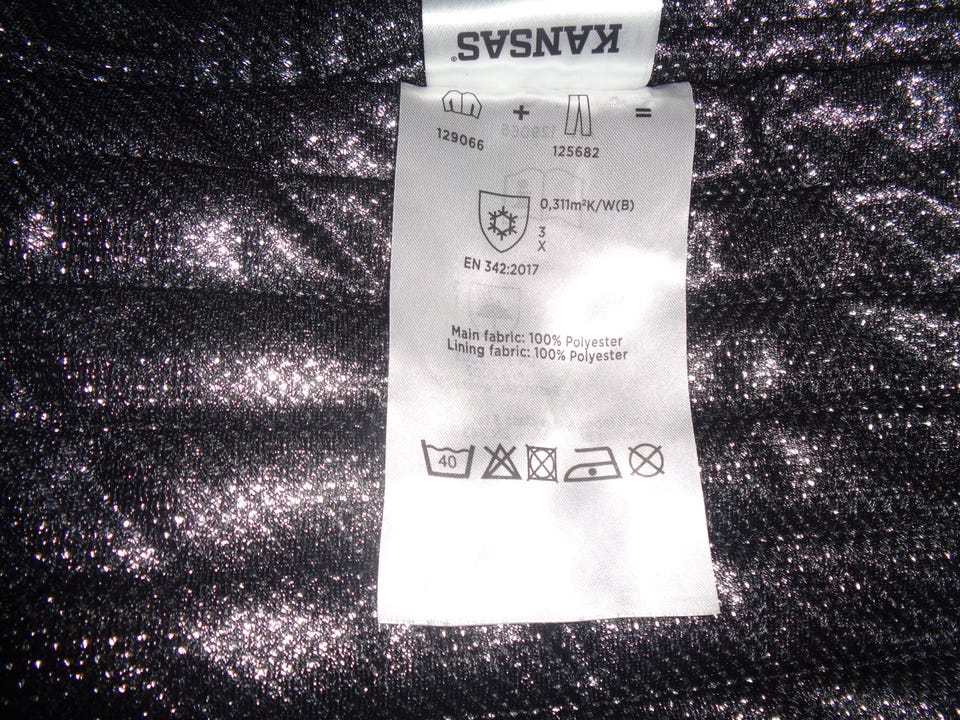 KANSAS®
+ =
129066
125682
0,311m²K/W(B)
3
X
EN 342:2017
Main fabric: 100% Polyester
Lining fabric: 100% Polyester
40